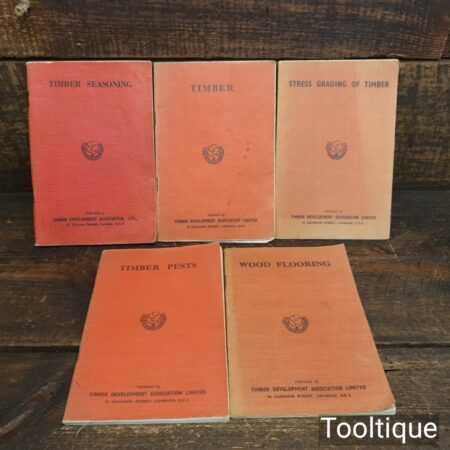 TIMBER SEASONING
TIMBER DEVELOPMENT ASSOCIATION, LTD.,
TIMBER
TIMBER DEVELOPMENT ASSOCIATION LIMITED
STRESS GRADING OF TIMBER
TIMBER DEVELOPMENT ASSOCIATION LIMITED
TIMBER PESTS
TIMBER DEVELOPMENT ASSOCIATION LIMITED
WOOD FLOORING
TIMBER DEVELOPMENT ASSOCIATION LIMITED
Tooltique